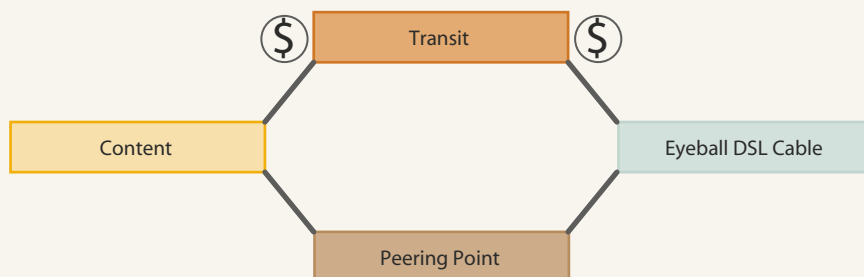 $
Transit
$
Content
Eyeball DSL Cable
Peering Point